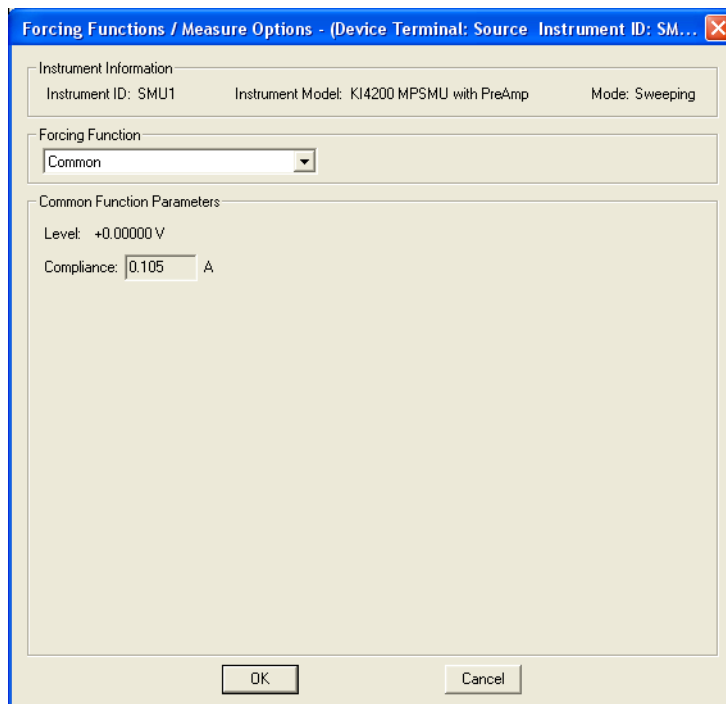 Forcing Functions / Measure Options - (Device Terminal: Source Instrument ID: SM...
Instrument Information
Instrument ID: SMU1 Instrument Model: KI4200 MPSMU with PreAmp Mode: Sweeping
Forcing Function
Common
Common Function Parameters
Level: +0.00000 V
Compliance: 0.105 A
OK Cancel